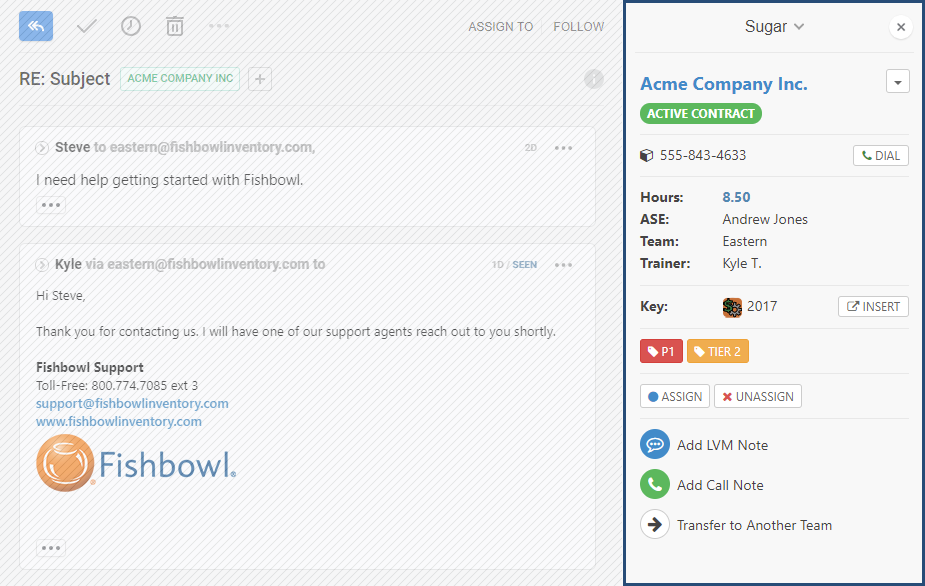 ASSIGN TO FOLLOW
RE: Subject ACME COMPANY INC
Steve to eastern@fishbowlinventory.com, 2D
I need help getting started with Fishbowl.
Kyle via eastern@fishbowlinventory.com to 1D / SEEN
Hi Steve,
Thank you for contacting us. I will have one of our support agents reach out to you shortly.
Fishbowl Support
Toll-Free: 800.774.7085 ext 3
support@fishbowlinventory.com
www.fishbowlinventory.com
Fishbowl.
Sugar
Acme Company Inc.
ACTIVE CONTRACT
555-843-4633 DIAL
Hours: 8.50
ASE: Andrew Jones
Team: Eastern
Trainer: Kyle T.
Key: 2017 INSERT
P1 TIER 2
ASSIGN UNASSIGN
Add LVM Note
Add Call Note
Transfer to Another Team